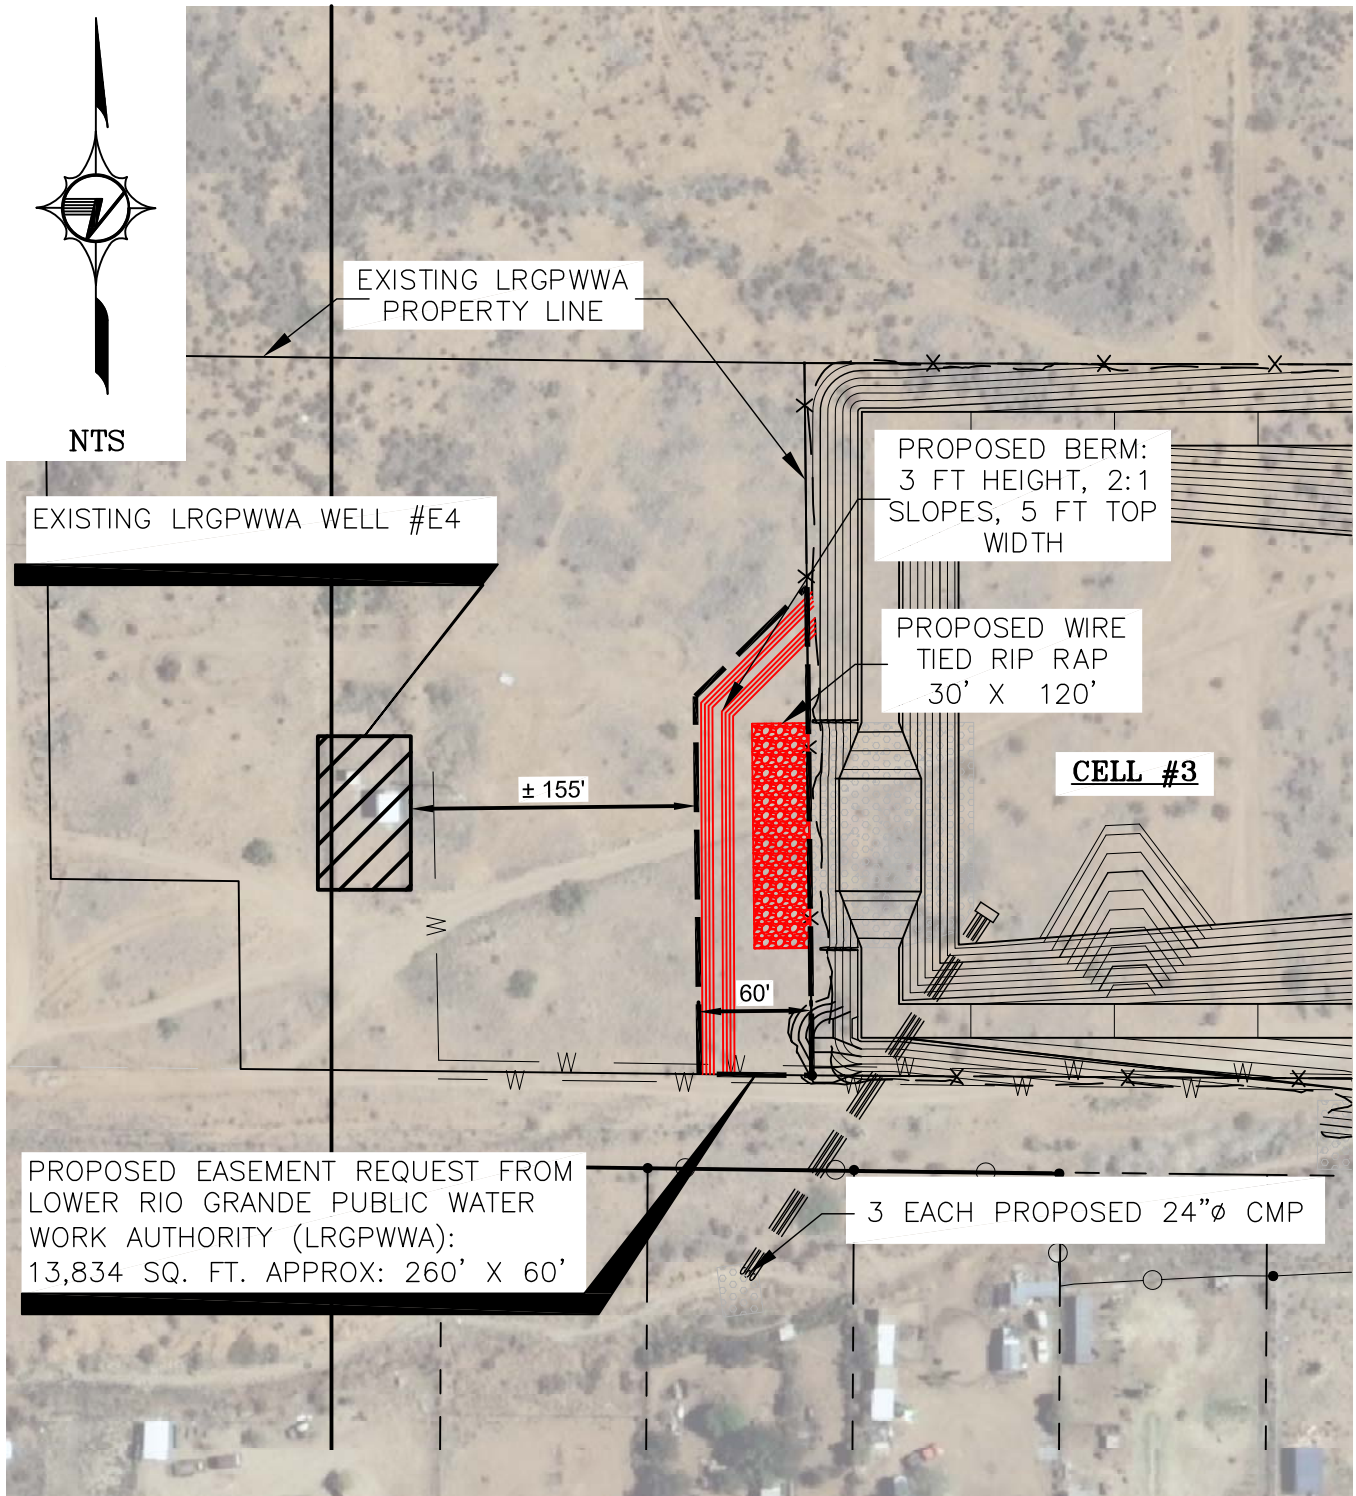 NTS
EXISTING LRGPWWA
PROPERTY LINE
EXISTING LRGPWWA WELL #E4
PROPOSED BERM:
3 FT HEIGHT, 2:1
SLOPES, 5 FT TOP
WIDTH
PROPOSED WIRE
TIED RIP RAP
30' X 120'
CELL #3
± 155'
60'
W
W
W
W
W
W
W
W
W
W
W
W
PROPOSED EASEMENT REQUEST FROM
LOWER RIO GRANDE PUBLIC WATER
WORK AUTHORITY (LRGPWWA):
13,834 SQ. FT. APPROX: 260' X 60'
3 EACH PROPOSED 24"ø CMP